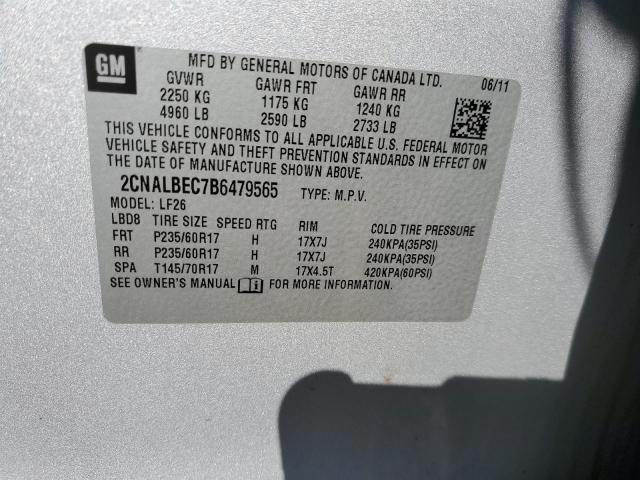 GM
MFD BY GENERAL MOTORS OF CANADA LTD. 06/11
GVWR GAWR FRT GAWR RR
2250 KG 1175 KG 1240 KG
4960 LB 2590 LB 2733 LB
THIS VEHICLE CONFORMS TO ALL APPLICABLE U.S. FEDERAL MOTOR
VEHICLE SAFETY AND THEFT PREVENTION STANDARDS IN EFFECT ON
THE DATE OF MANUFACTURE SHOWN ABOVE.
2CNALBEC7B6479565 TYPE: M.P.V.
MODEL: LF26
LBD8 TIRE SIZE SPEED RTG RIM COLD TIRE PRESSURE
FRT P235/60R17 H 17X7J 240KPA(35PSI)
RR P235/60R17 H 17X7J 240KPA(35PSI)
SPA T145/70R17 M 17X4.5T 420KPA(60PSI)
SEE OWNER'S MANUAL FOR MORE INFORMATION.